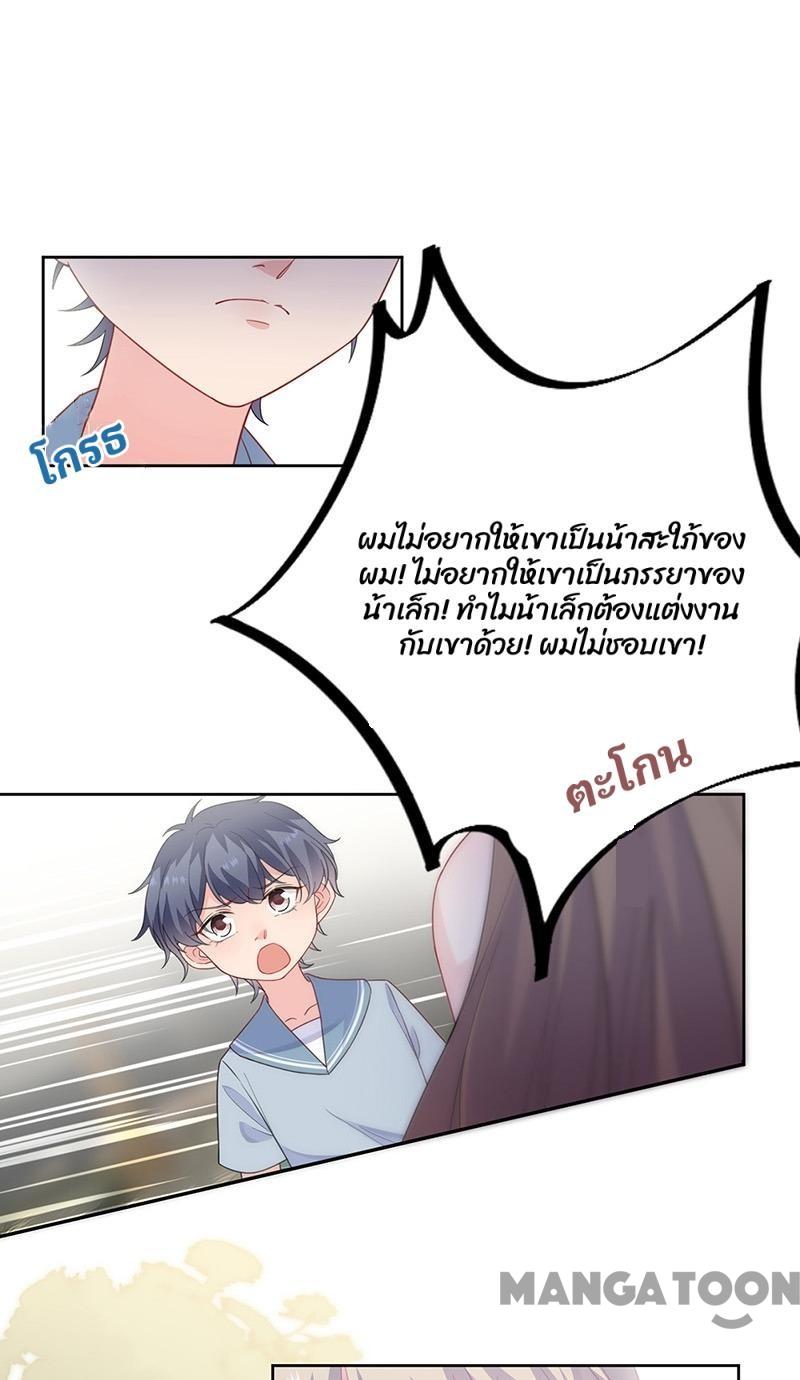 โกรธ
ผมไม่อยากให้เขาเป็นน้าสะใภ้ของ
ผม! ไม่อยากให้เขาเป็นภรรยาของ
น้าเล็ก! ทำไมน้าเล็กต้องแต่งงาน
กับเขาด้วย! ผมไม่ชอบเขา!
ตะโกน
MANGATOON